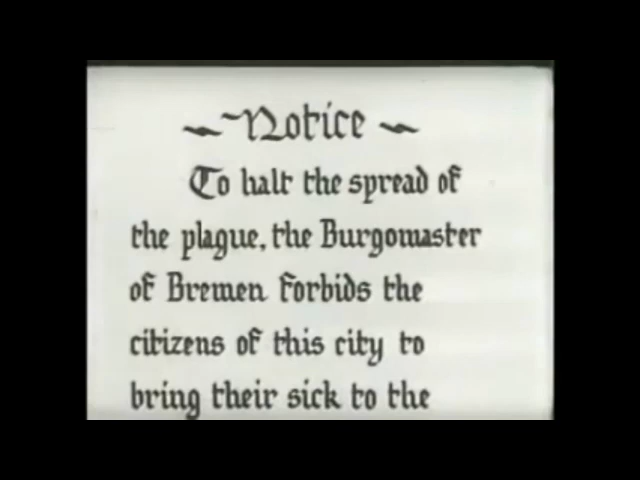 Notice
To halt the spread of
the plague, the Burgomaster
of Bremen forbids the
citizens of this city to
bring their sick to the